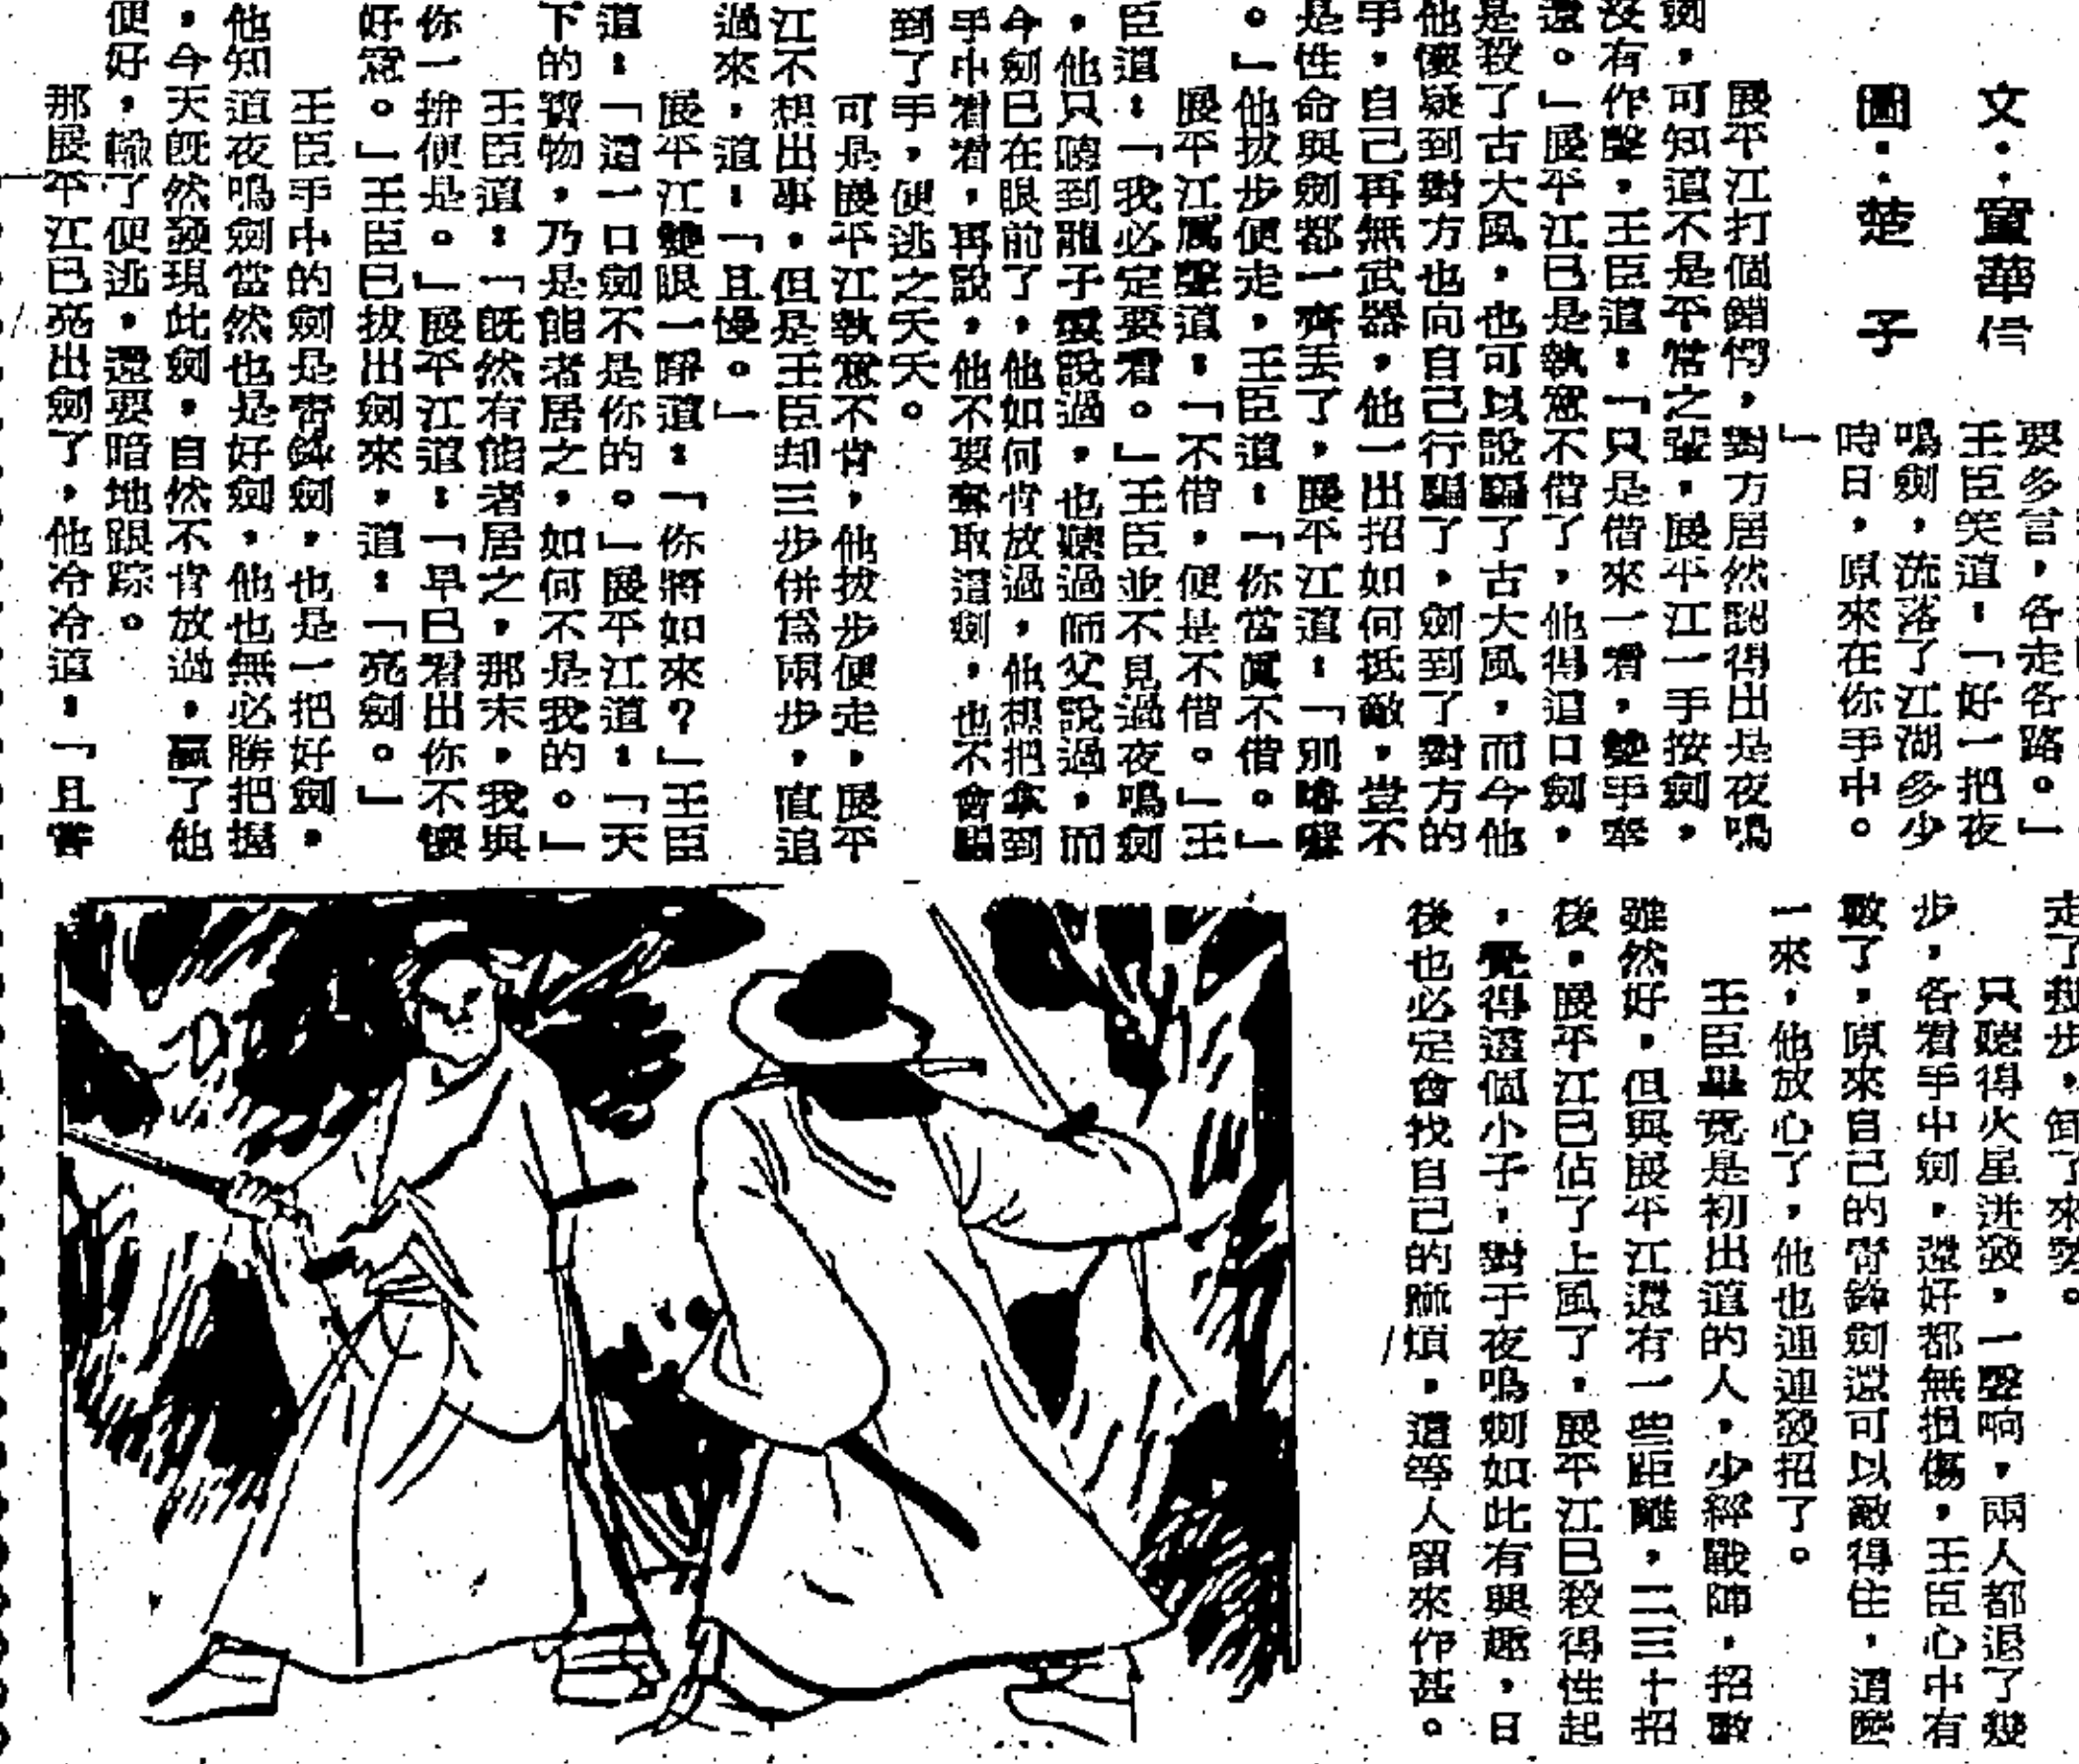 文：童華信
圖：楚子
要多言，各走各路。」
王臣笑道：「好一把夜
鳴劍，流落了江湖多少
時日，原來在你手中。
」
展平江打個錯愕，對方居然認得出是夜鳴
劍，可知道不是平常之輩，展平江一手按劍，
沒有作聲，王臣道：「只是借來一看，雙手奉
還。」展平江已是執意不借了，他得這口劍，
是殺了古大風，也可以說騙了古大風，而今他
他懷疑到對方也向自己行騙了，劍到了對方的
手，自己再無武器，他一出招如何抵敵，豈不
是性命與劍都一齊丟了，展平江道：「別嚕囌
。」他拔步便走，王臣道：「你當眞不借。」
展平江厲聲道：「不借，便是不借。」王
臣道：「我必定要看。」王臣並不見過夜鳴劍
，他只聽到龍子雲說過，也聽過師父說過，而
今劍已在眼前了，他如何肯放過，他想把拿到
手中看看，再說，他不要奪取這劍，也不會騙
到了手，便逃之夭夭。
可是展平江執意不肯，他拔步便走，展平
江不想出事，但是王臣却三步併爲兩步，直追
過來，道：「且慢。」
展平江雙眼一睜道：「你將如來？」王臣
道：「這一口劍不是你的。」展平江道：「天
下的寶物，乃是能者居之，如何不是我的。」
王臣道：「既然有能者居之，那末，我與
你一拚便是。」展平江道：「早已看出你不懷
好意。」王臣已拔出劍來，道：「亮劍。」
王臣手中的劍是霄鋒劍，也是一把好劍，
他知道夜鳴劍當然也是好劍，他也無必勝把握
，今天既然發現此劍，自然不肯放過，贏了他
便好，輸了便逃，還要暗地跟踪。
那展平江已亮出劍了，他冷冷道：「且嘗
走了幾步，卸了來勢。
只聽得火星迸發，一聲响，兩人都退了幾
步，各看手中劍，還好都無損傷，王臣心中有
數了，原來自己的霄鋒劍還可以敵得住，這麼
一來，他放心了，他也連連發招了。
王臣畢竟是初出道的人，少經戰陣，招數
雖然好，但與展平江還有一些距離，二三十招
後，展平江已佔了上風了，展平江已殺得性起
，覺得這個小子，對于夜鳴劍如此有興趣，日
後也必定會找自己的麻煩，這等人留來作甚。